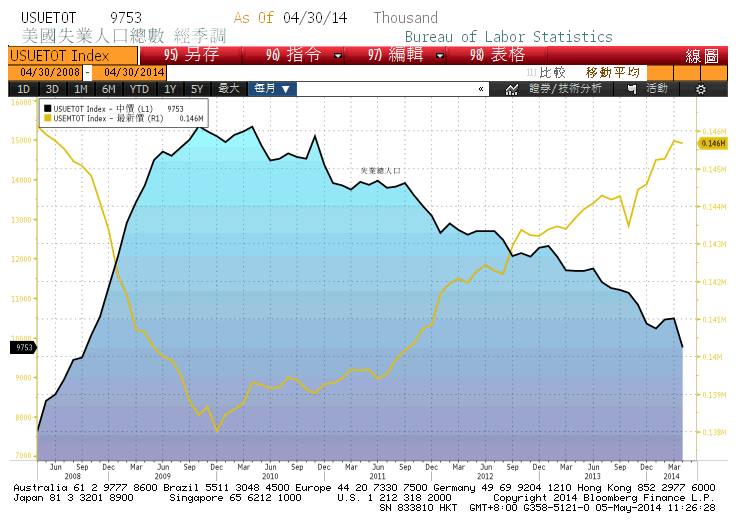 USUETOT 9753 As Of 04/30/14 Thousand
美國失業人口總數 經季調 Bureau of Labor Statistics
USUETOT Index 95) 另存 96) 指令 97) 編輯 98) 表格 線圖
04/30/2008 - 04/30/2014 比較 移動平均
1D 3D 1M 6M YTD 1Y 5Y 最大 每月 ▼ « 證券/技術分析 活動
USUETOT Index - 中價 (L1) 9753
USEMTOT Index - 最新價 (R1) 0.146M
失業總人口
16000
15000
14000
13000
12000
11000
10000
9753
9000
8000
7000
0.146M
0.146M
0.145M
0.144M
0.143M
0.142M
0.141M
0.14M
0.139M
0.138M
Jun Sep Dec Mar Jun Sep Dec Mar Jun Sep Dec Mar Jun Sep Dec Mar Jun Sep Dec Mar Jun Sep Dec Mar
2008 2009 2010 2011 2012 2013 2014
Australia 61 2 9777 8600 Brazil 5511 3048 4500 Europe 44 20 7330 7500 Germany 49 69 9204 1210 Hong Kong 852 2977 6000
Japan 81 3 3201 8900 Singapore 65 6212 1000 U.S. 1 212 318 2000 Copyright 2014 Bloomberg Finance L.P.
SN 833810 HKT GMT+8:00 G358-5121-0 05-May-2014 11:26:28